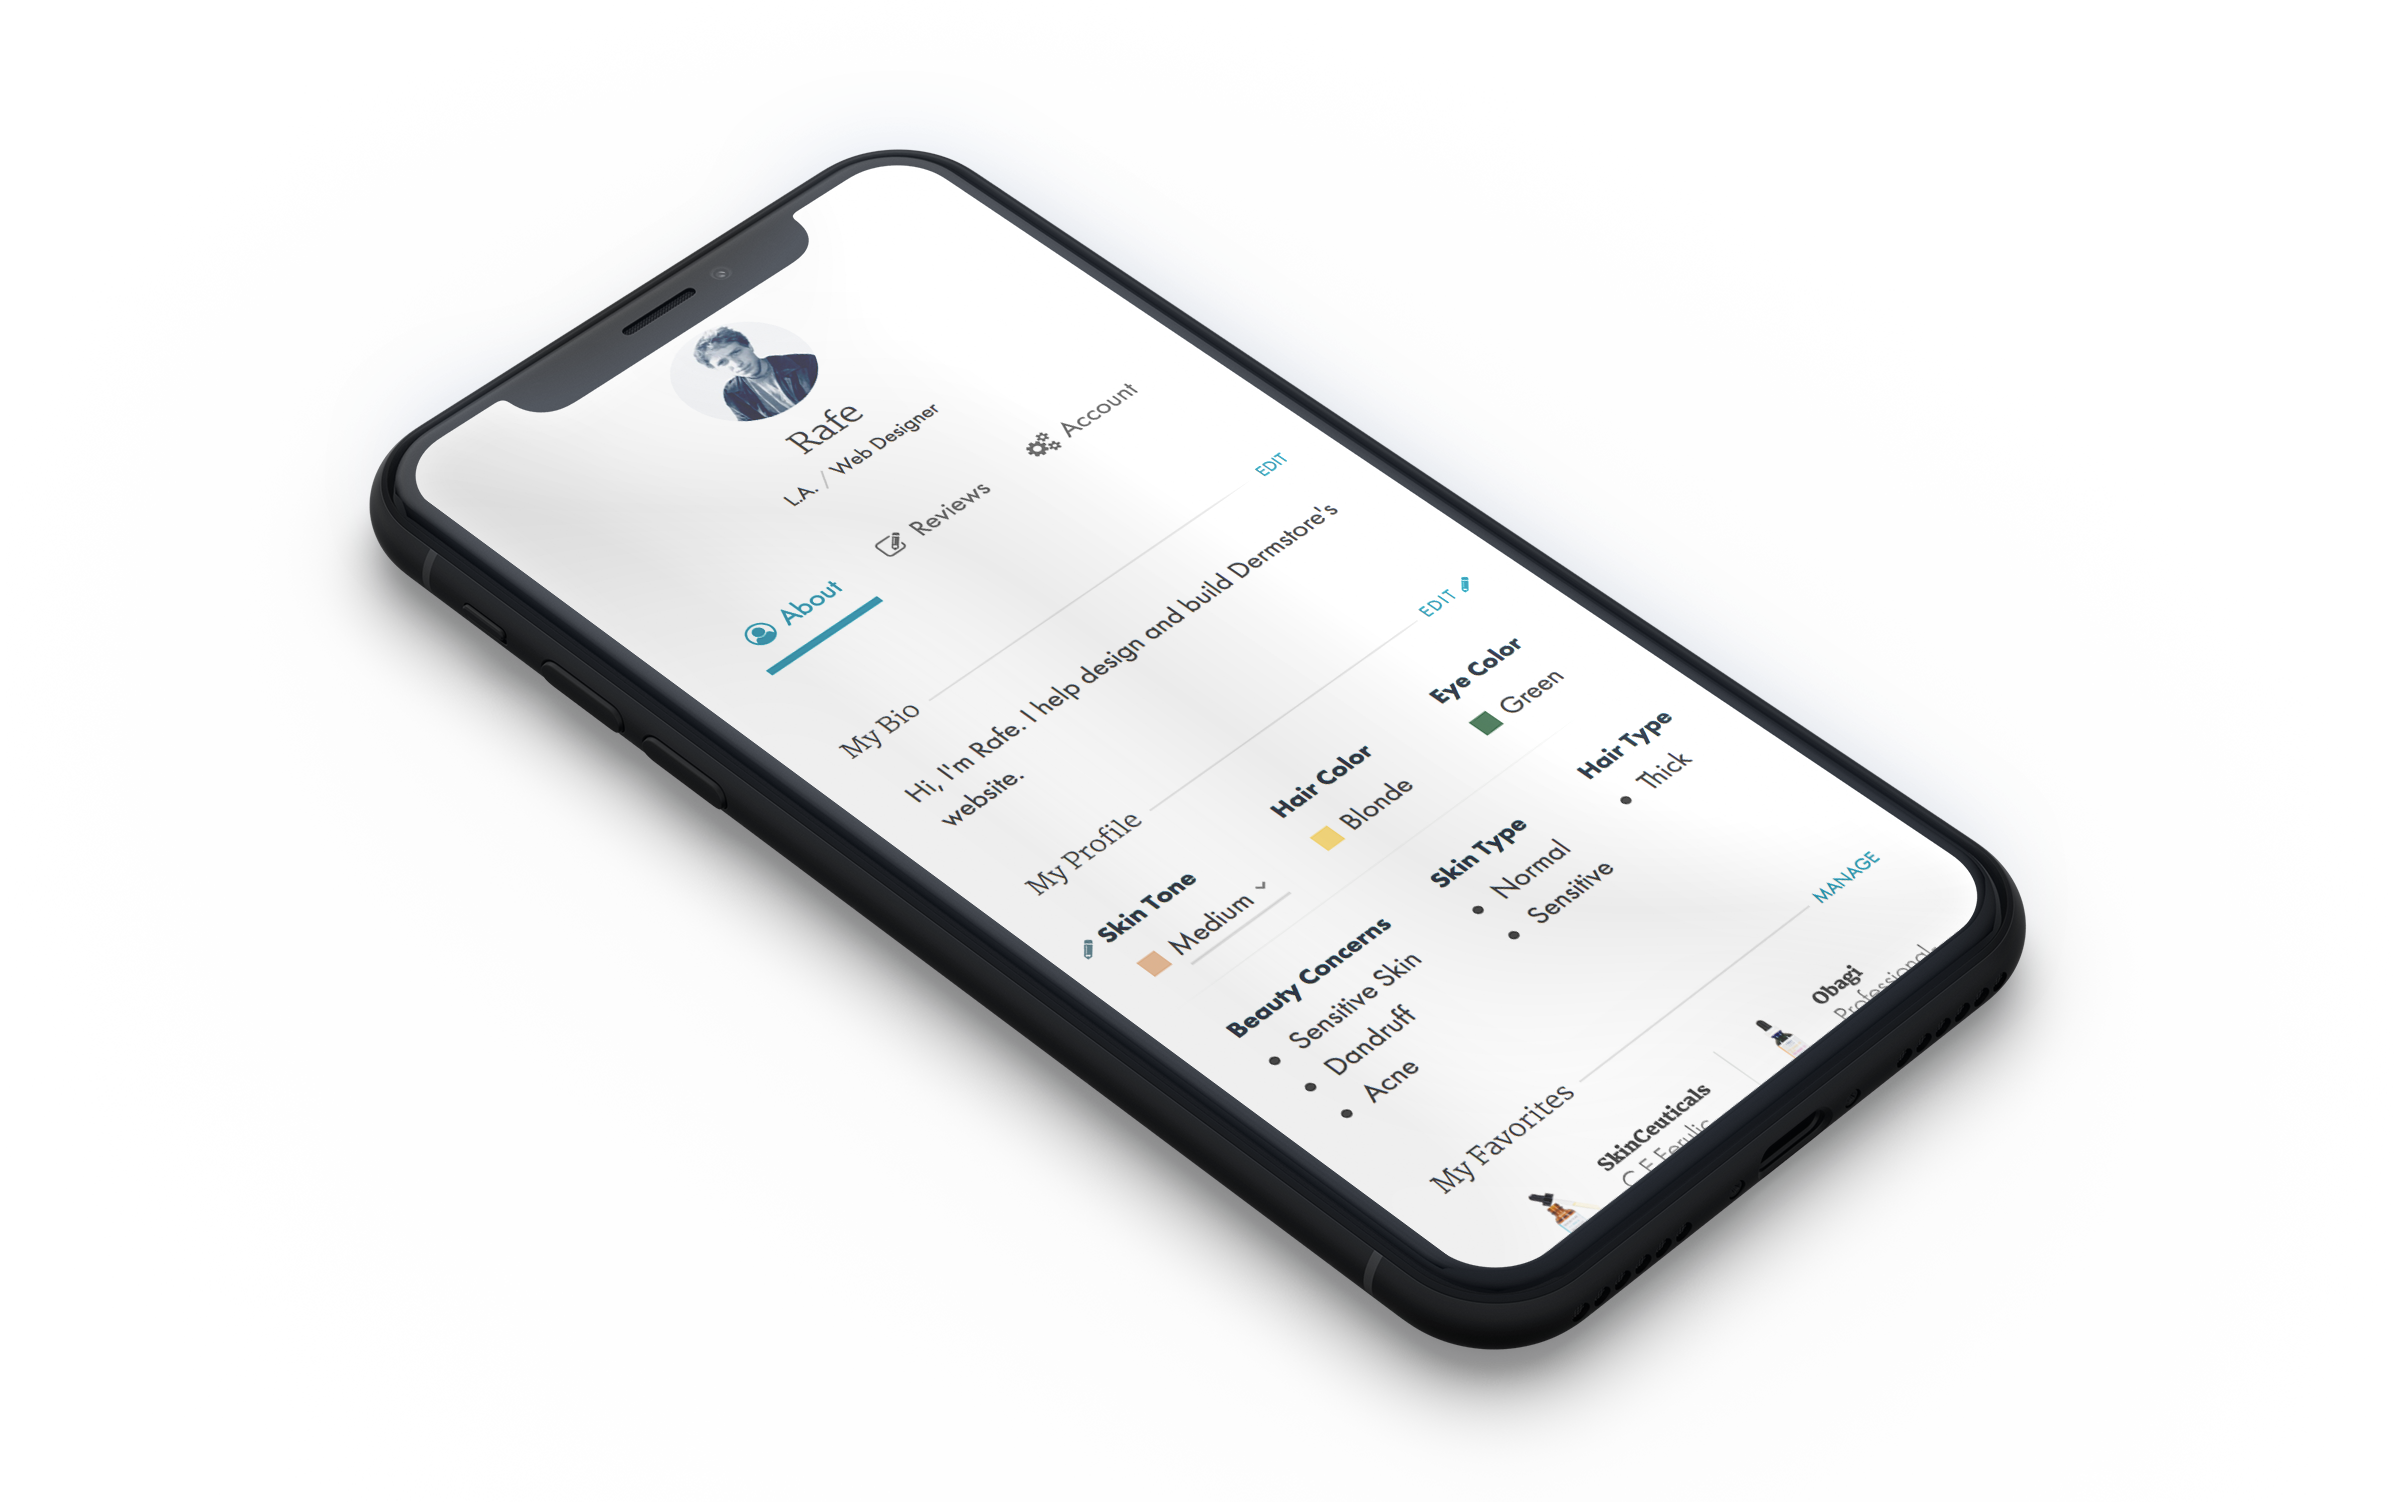 Rafe
L.A. / Web Designer
About
Reviews
Account
My Bio
EDIT
Hi, I'm Rafe. I help design and build Dermstore's
website.
My Profile
EDIT
Skin Tone
Medium
Hair Color
Blonde
Eye Color
Green
Beauty Concerns
• Sensitive Skin
• Dandruff
• Acne
Skin Type
• Normal
• Sensitive
Hair Type
• Thick
My Favorites
MANAGE
SkinCeuticals
C E Ferulic
Obagi
Professional-